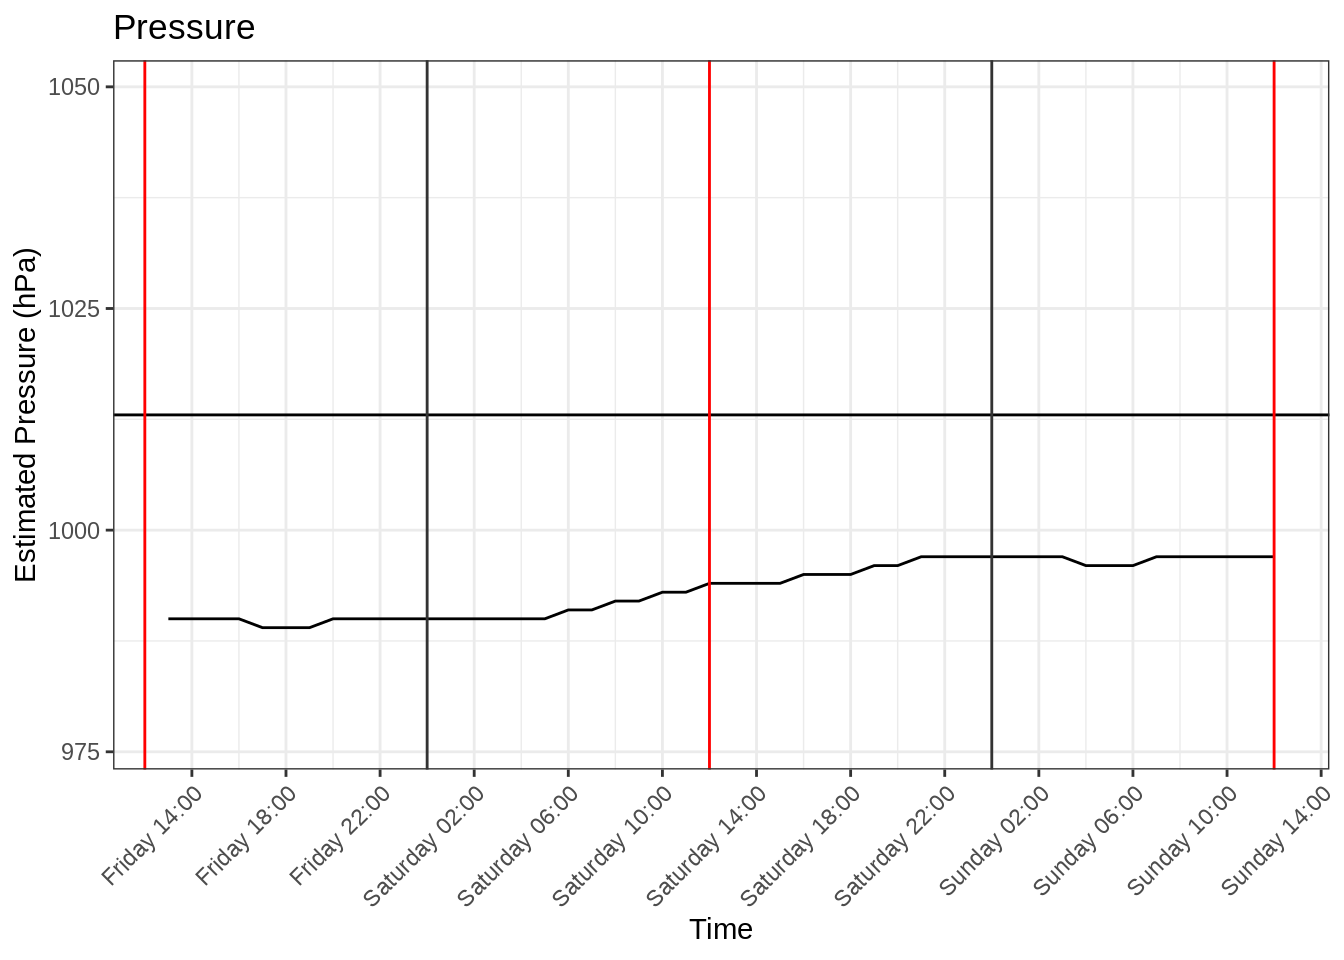 Pressure
Estimated Pressure (hPa)
1050
1025
1000
975
Friday 14:00
Friday 18:00
Friday 22:00
Saturday 02:00
Saturday 06:00
Saturday 10:00
Saturday 14:00
Saturday 18:00
Saturday 22:00
Sunday 02:00
Sunday 06:00
Sunday 10:00
Sunday 14:00
Time